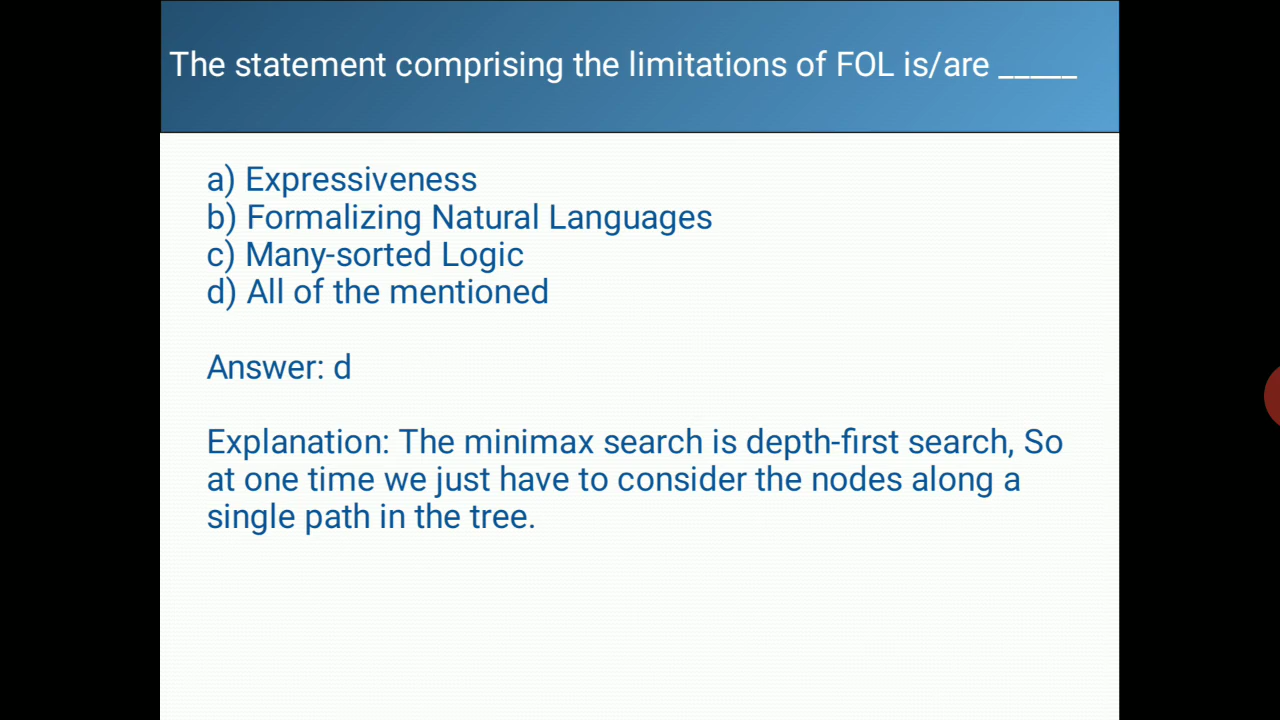 The statement comprising the limitations of FOL is/are _____
a) Expressiveness
b) Formalizing Natural Languages
c) Many-sorted Logic
d) All of the mentioned
Answer: d
Explanation: The minimax search is depth-first search, So
at one time we just have to consider the nodes along a
single path in the tree.